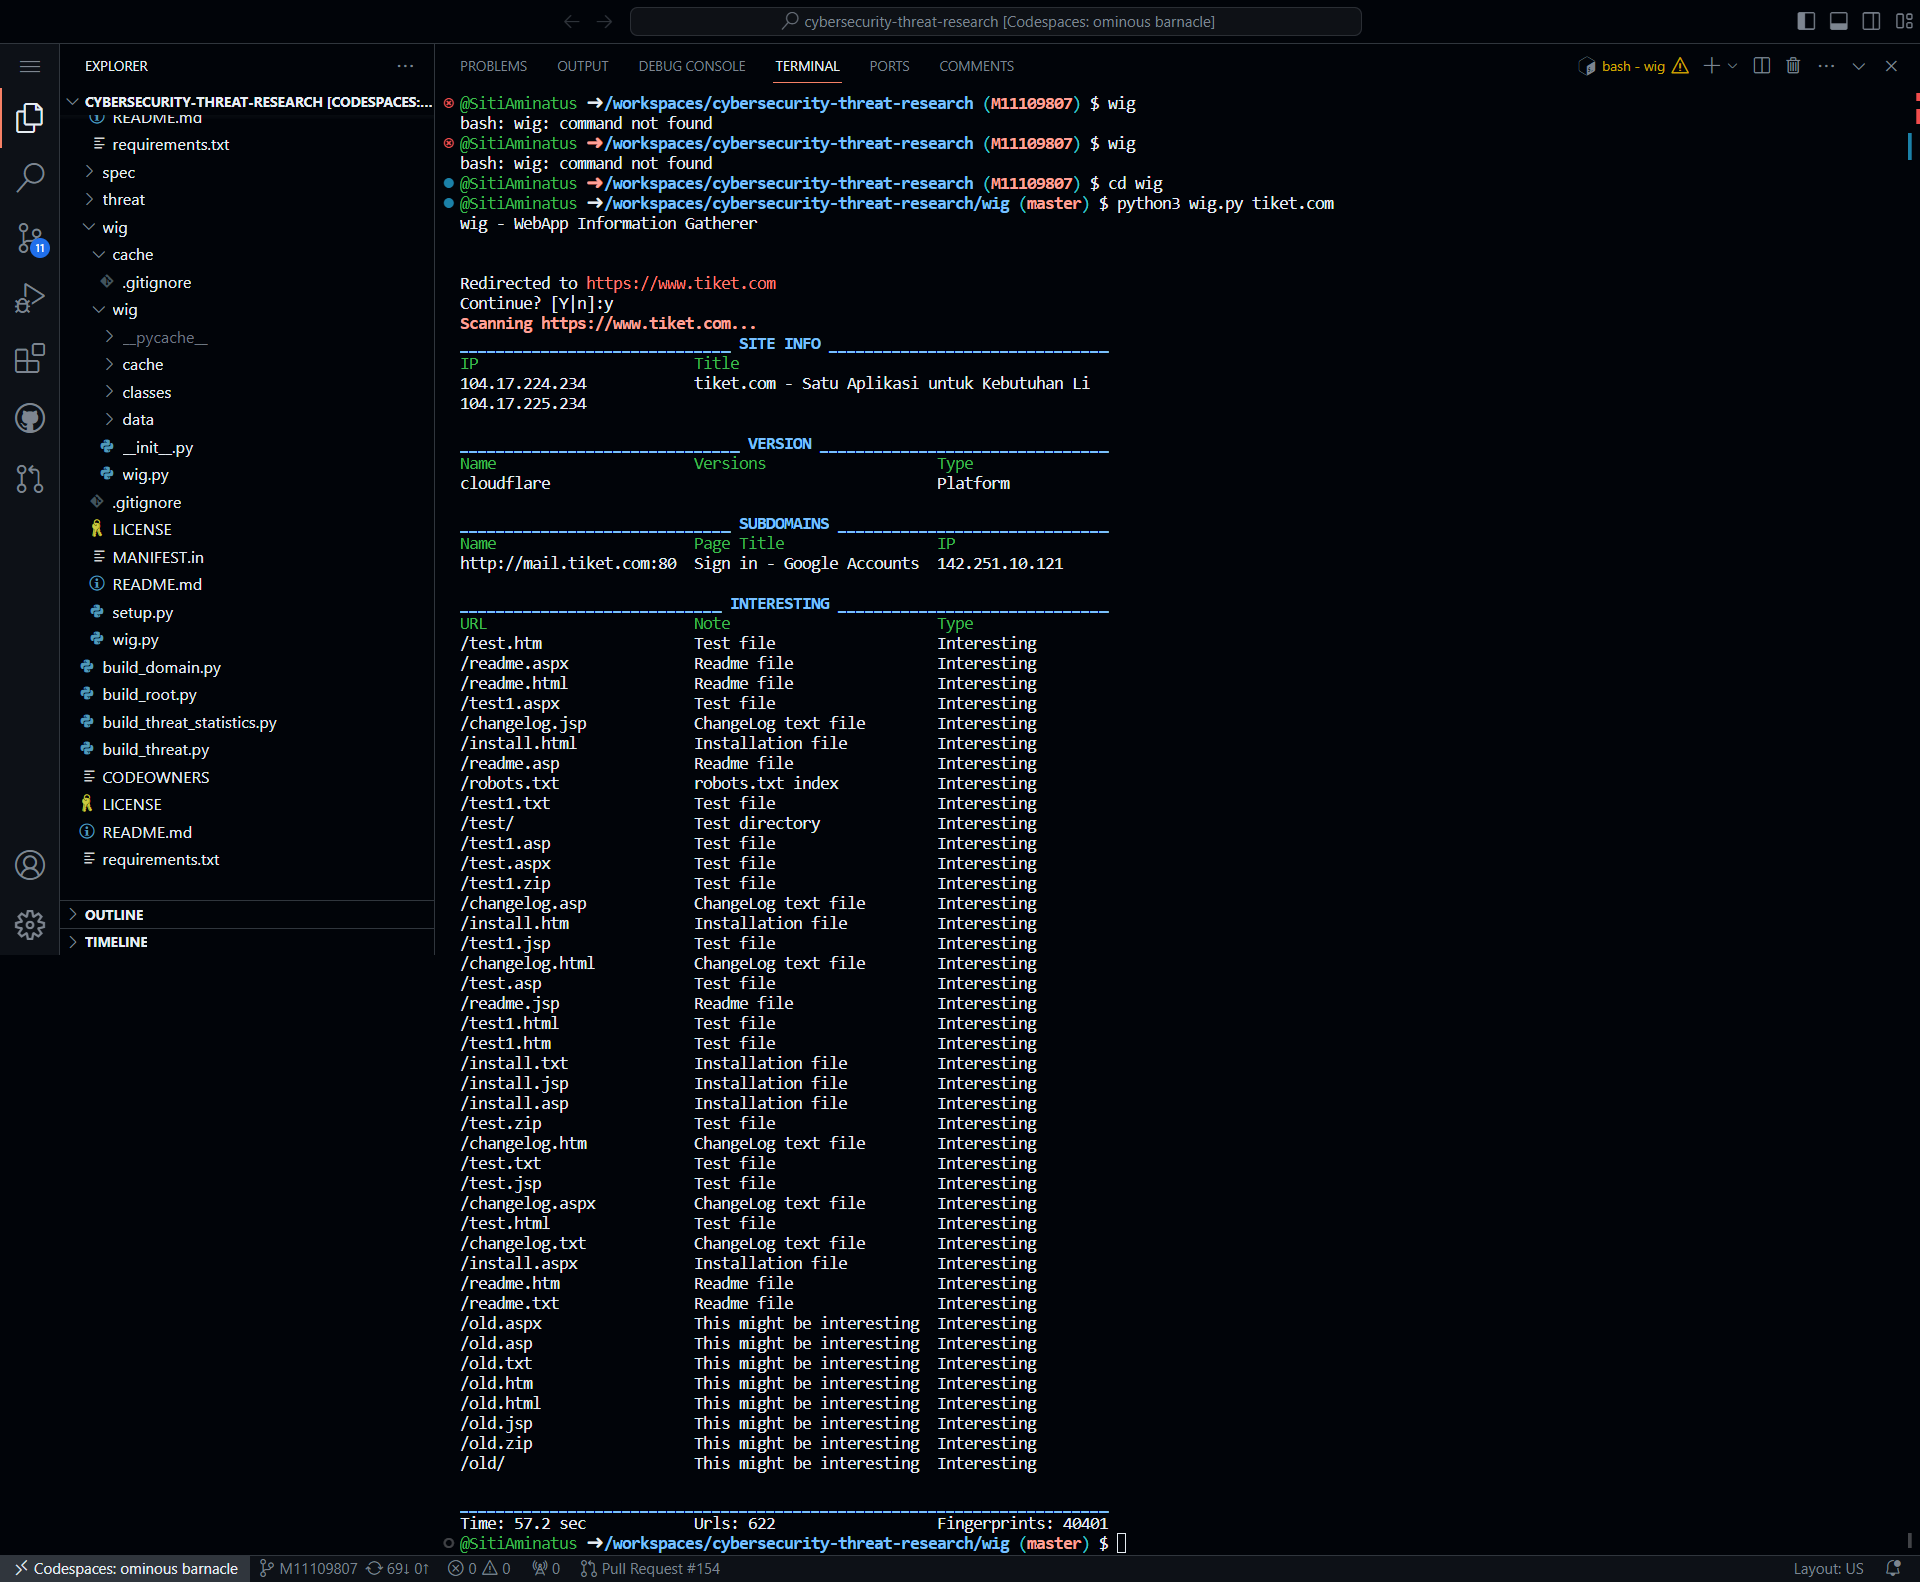 cybersecurity-threat-research [Codespaces: ominous barnacle]
EXPLORER
CYBERSECURITY-THREAT-RESEARCH [CODESPACES:...
README.md
requirements.txt
spec
threat
wig
cache
.gitignore
wig
__pycache__
cache
classes
data
__init__.py
wig.py
.gitignore
LICENSE
MANIFEST.in
README.md
setup.py
wig.py
build_domain.py
build_root.py
build_threat_statistics.py
build_threat.py
CODEOWNERS
LICENSE
README.md
requirements.txt
OUTLINE
TIMELINE
11
PROBLEMS OUTPUT DEBUG CONSOLE TERMINAL PORTS COMMENTS
bash - wig
@SitiAminatus ➜/workspaces/cybersecurity-threat-research (M11109807) $ wig
bash: wig: command not found
@SitiAminatus ➜/workspaces/cybersecurity-threat-research (M11109807) $ wig
bash: wig: command not found
@SitiAminatus ➜/workspaces/cybersecurity-threat-research (M11109807) $ cd wig
@SitiAminatus ➜/workspaces/cybersecurity-threat-research/wig (master) $ python3 wig.py tiket.com
wig - WebApp Information Gatherer
Redirected to https://www.tiket.com
Continue? [Y|n]:y
Scanning https://www.tiket.com...
SITE INFO
IP Title
104.17.224.234 tiket.com - Satu Aplikasi untuk Kebutuhan Li
104.17.225.234
VERSION
Name Versions Type
cloudflare Platform
SUBDOMAINS
Name Page Title IP
http://mail.tiket.com:80 Sign in - Google Accounts 142.251.10.121
INTERESTING
URL Note Type
/test.htm Test file Interesting
/readme.aspx Readme file Interesting
/readme.html Readme file Interesting
/test1.aspx Test file Interesting
/changelog.jsp ChangeLog text file Interesting
/install.html Installation file Interesting
/readme.asp Readme file Interesting
/robots.txt robots.txt index Interesting
/test1.txt Test file Interesting
/test/ Test directory Interesting
/test1.asp Test file Interesting
/test.aspx Test file Interesting
/test1.zip Test file Interesting
/changelog.asp ChangeLog text file Interesting
/install.htm Installation file Interesting
/test1.jsp Test file Interesting
/changelog.html ChangeLog text file Interesting
/test.asp Test file Interesting
/readme.jsp Readme file Interesting
/test1.html Test file Interesting
/test1.htm Test file Interesting
/install.txt Installation file Interesting
/install.jsp Installation file Interesting
/install.asp Installation file Interesting
/test.zip Test file Interesting
/changelog.htm ChangeLog text file Interesting
/test.txt Test file Interesting
/test.jsp Test file Interesting
/changelog.aspx ChangeLog text file Interesting
/test.html Test file Interesting
/changelog.txt ChangeLog text file Interesting
/install.aspx Installation file Interesting
/readme.htm Readme file Interesting
/readme.txt Readme file Interesting
/old.aspx This might be interesting Interesting
/old.asp This might be interesting Interesting
/old.txt This might be interesting Interesting
/old.htm This might be interesting Interesting
/old.html This might be interesting Interesting
/old.jsp This might be interesting Interesting
/old.zip This might be interesting Interesting
/old/ This might be interesting Interesting
Time: 57.2 sec Urls: 622 Fingerprints: 40401
@SitiAminatus ➜/workspaces/cybersecurity-threat-research/wig (master) $
Codespaces: ominous barnacle M11109807 69↓ 0↑ 0 0 0 Pull Request #154 Layout: US